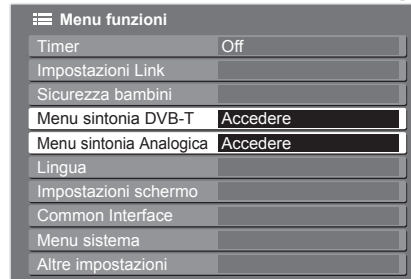 Menu funzioni
Timer Off
Impostazioni Link
Sicurezza bambini
Menu sintonia DVB-T Accedere
Menu sintonia Analogica Accedere
Lingua
Impostazioni schermo
Common Interface
Menu sistema
Altre impostazioni